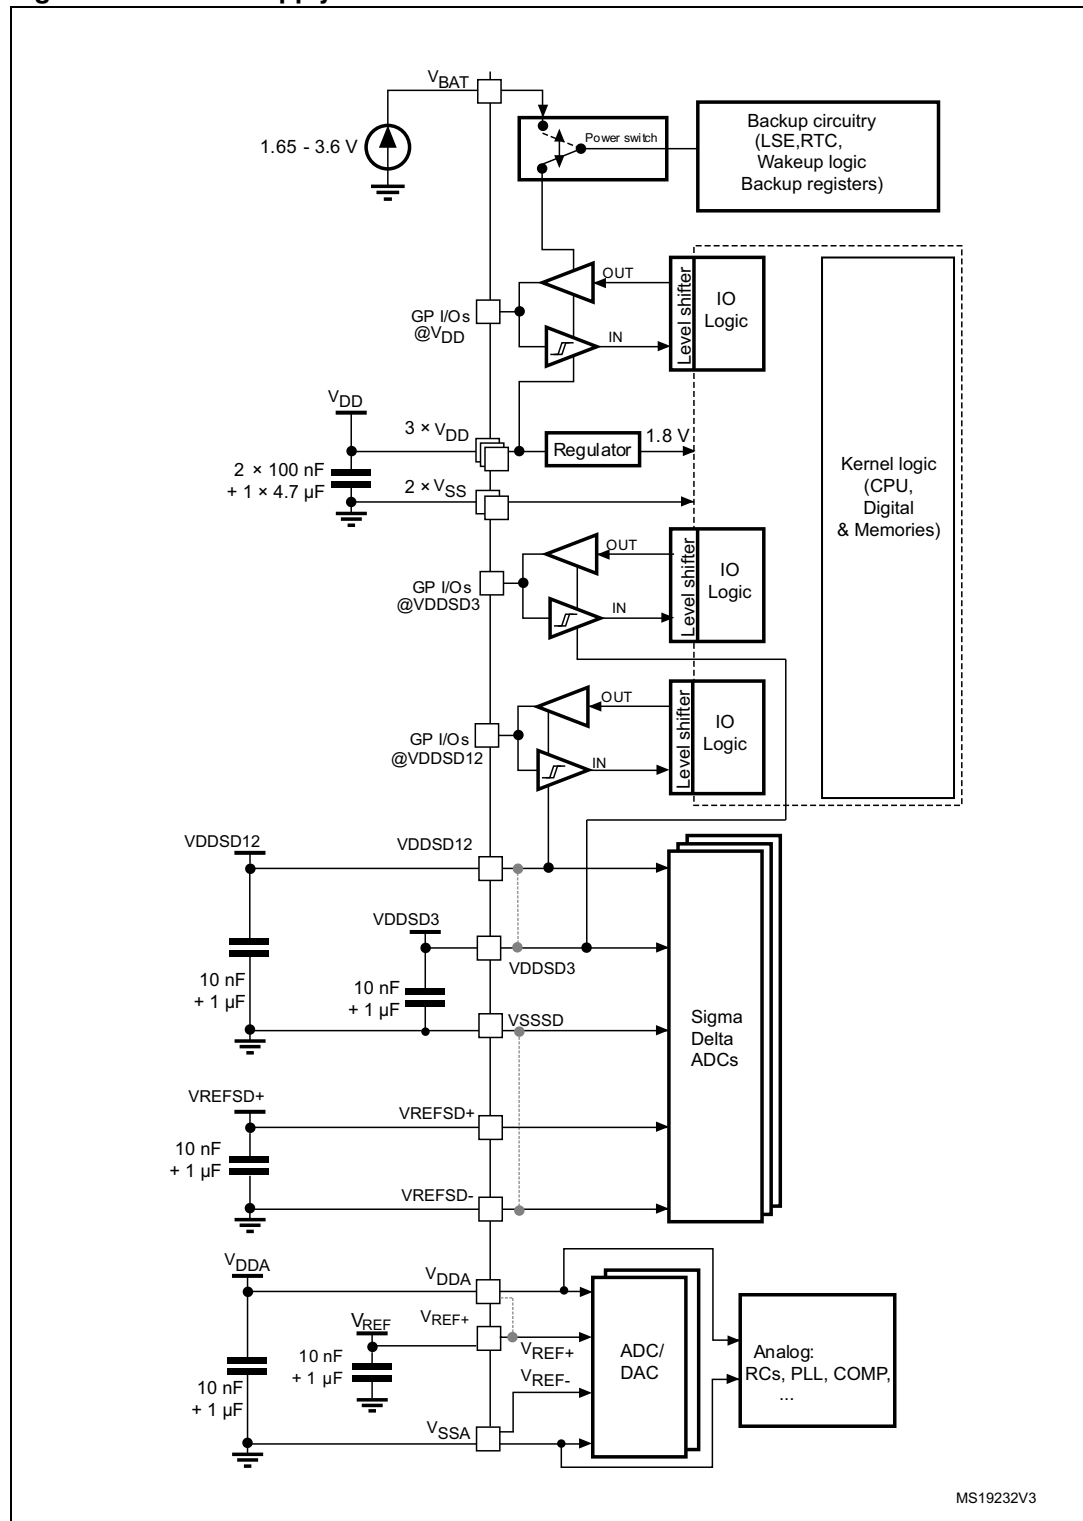 VBAT
1.65 - 3.6 V
Power switch
Backup circuitry
(LSE,RTC,
Wakeup logic
Backup registers)
OUT
IN
Level shifter
IO
Logic
GP I/Os
@VDD
VDD
3 × VDD
Regulator
1.8 V
2 × 100 nF
+ 1 × 4.7 µF
2 × VSS
Kernel logic
(CPU,
Digital
& Memories)
OUT
IN
Level shifter
IO
Logic
GP I/Os
@VDDSD3
OUT
IN
Level shifter
IO
Logic
GP I/Os
@VDDSD12
VDDSD12
VDDSD12
VDDSD3
VDDSD3
10 nF
+ 1 µF
10 nF
+ 1 µF
VSSSD
Sigma
Delta
ADCs
VREFSD+
VREFSD+
10 nF
+ 1 µF
VREFSD-
VDDA
VDDA
VREF
VREF+
VREF+
VREF-
10 nF
+ 1 µF
10 nF
+ 1 µF
VSSA
ADC/
DAC
Analog:
RCs, PLL, COMP,
...
MS19232V3